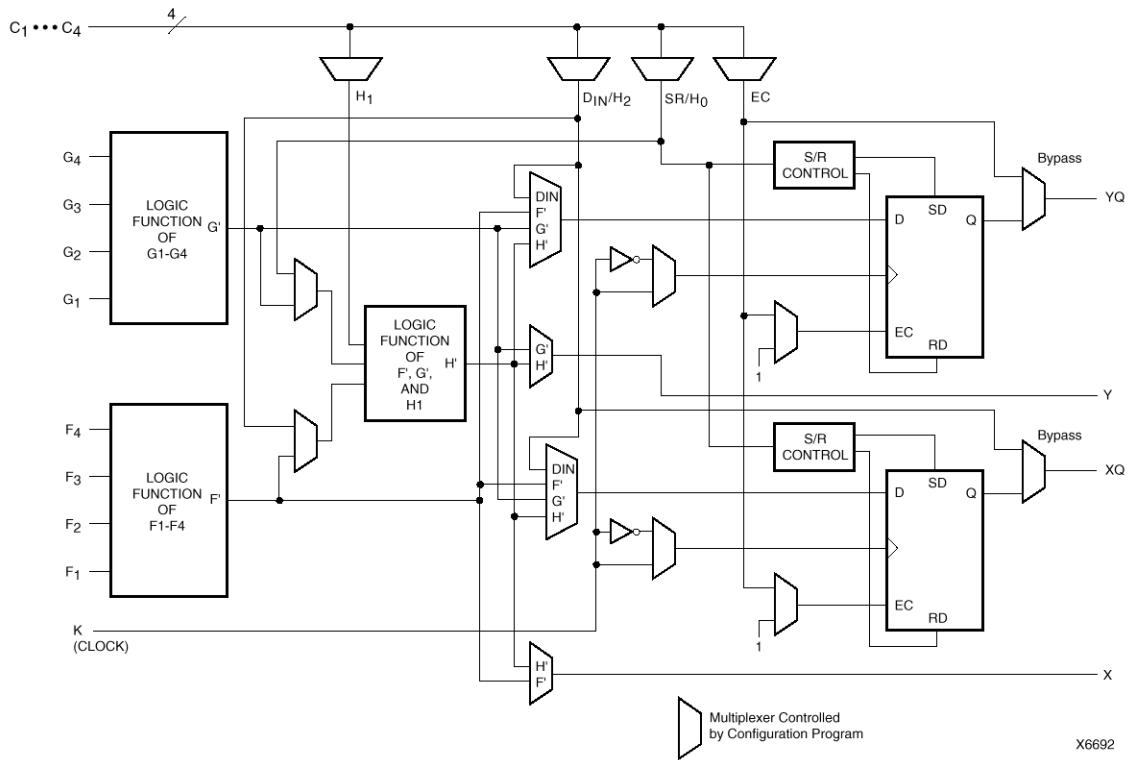 C1 ••• C4
4
H1
DIN/H2
SR/H0
EC
G4
G3
G2
G1
LOGIC
FUNCTION
OF
G1-G4
G'
DIN
F'
G'
H'
S/R
CONTROL
D
SD
Q
EC
RD
1
Bypass
YQ
LOGIC
FUNCTION
OF
F', G',
AND
H1
H'
G'
H'
Y
F4
F3
F2
F1
LOGIC
FUNCTION
OF
F1-F4
F'
DIN
F'
G'
H'
S/R
CONTROL
D
SD
Q
EC
RD
1
Bypass
XQ
K
(CLOCK)
H'
F'
X
Multiplexer Controlled
by Configuration Program
X6692